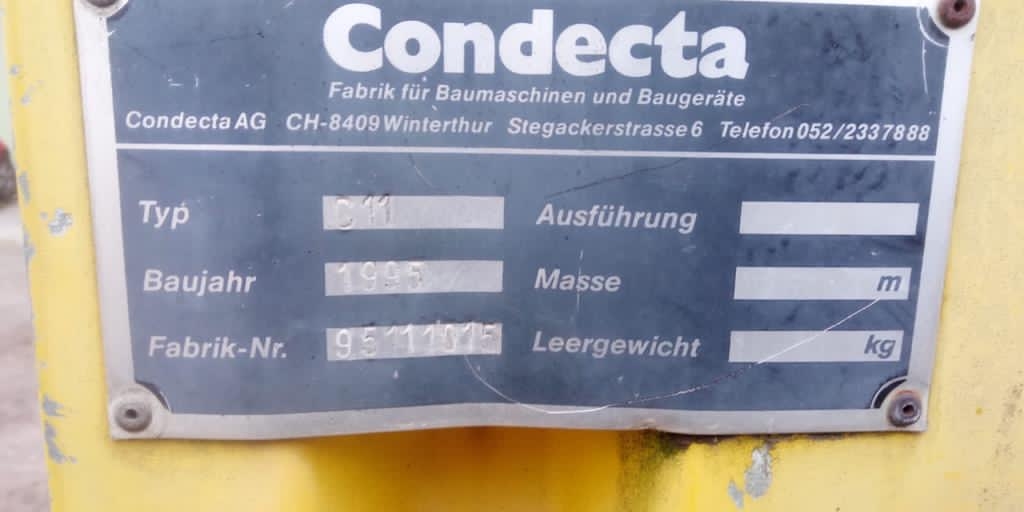 Condecta
Fabrik für Baumaschinen und Baugeräte
Condecta AG CH-8409 Winterthur Stegackerstrasse 6 Telefon 052/2337888
Typ C 11 Ausführung
Baujahr 1995 Masse m
Fabrik-Nr. 95111015 Leergewicht kg